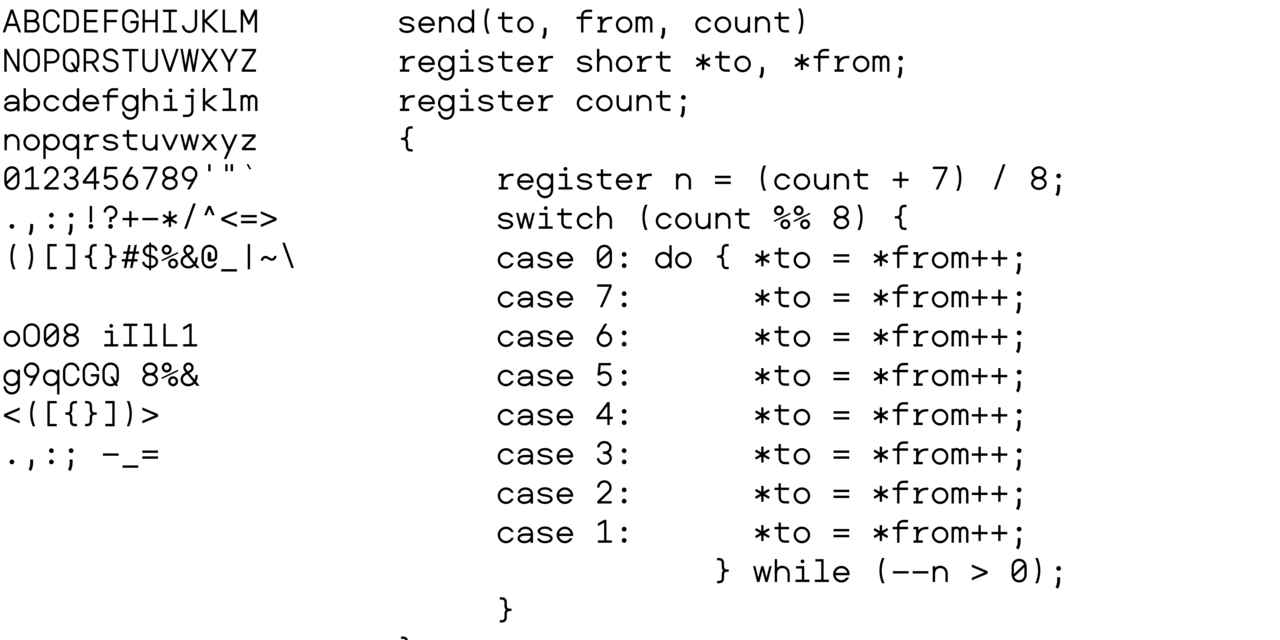 ABCDEFGHIJKLM
NOPQRSTUVWXYZ
abcdefghijklm
nopqrstuvwxyz
0123456789'"`
.,:;!?+-*/^<=>
()[]{}#$%&@_|~\
oO08 iIlL1
g9qCGQ 8%&
<([{}])>
.,:; -_=
send(to, from, count)
register short *to, *from;
register count;
{
     register n = (count + 7) / 8;
     switch (count %% 8) {
     case 0: do { *to = *from++;
     case 7:      *to = *from++;
     case 6:      *to = *from++;
     case 5:      *to = *from++;
     case 4:      *to = *from++;
     case 3:      *to = *from++;
     case 2:      *to = *from++;
     case 1:      *to = *from++;
                } while (--n > 0);
     }